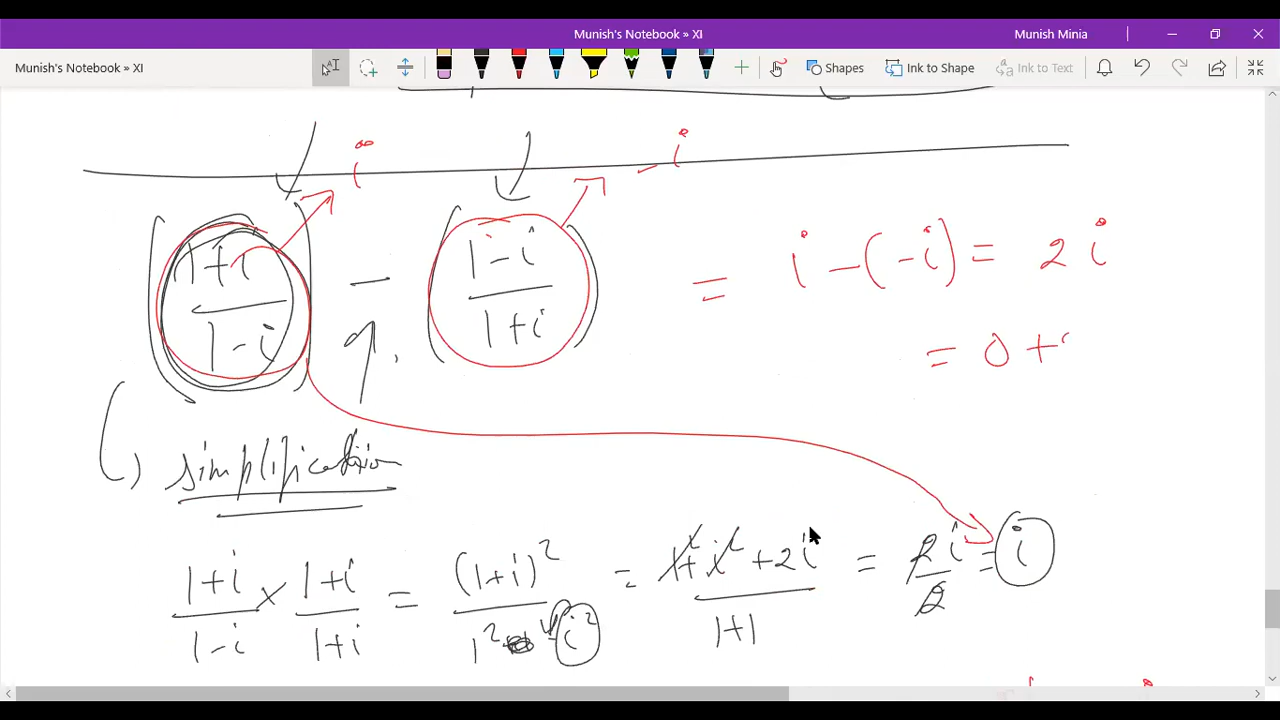 Munish's Notebook » XI
Munish Minia
Munish's Notebook » XI
Shapes
Ink to Shape
Ink to Text
i
-i
(1+i / 1-i) - (1-i / 1+i) = i-(-i) = 2i
= 0+
simplification
1+i / 1-i × 1+i / 1+i = (1+i)² / 1²-i² = 1²+i²+2i / 1+1 = 2i / 2 = i